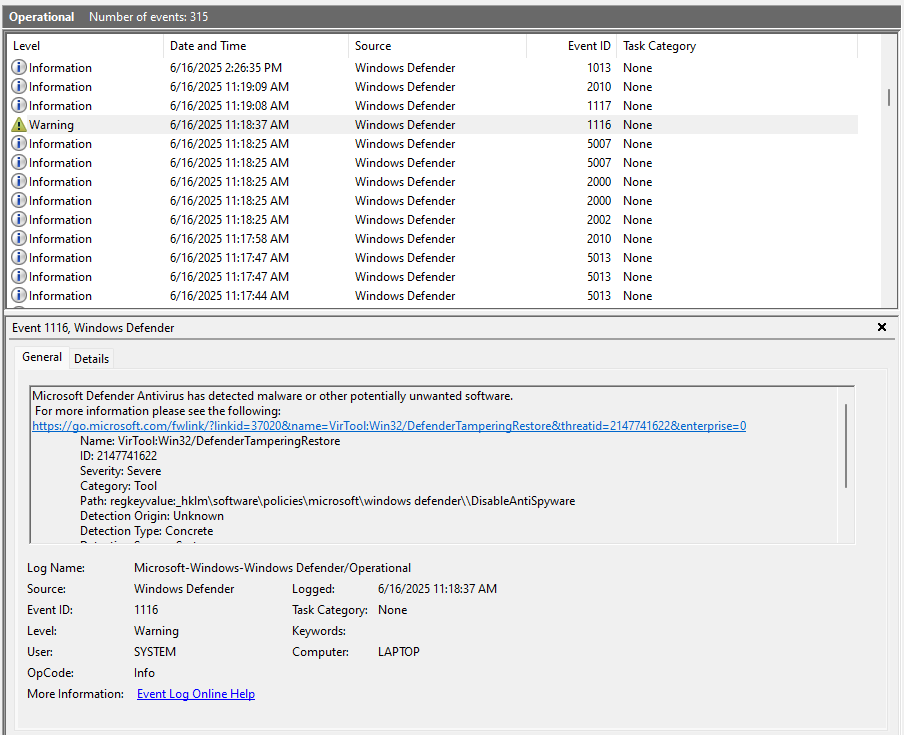 Operational Number of events: 315
Level Date and Time Source Event ID Task Category
Information 6/16/2025 2:26:35 PM Windows Defender 1013 None
Information 6/16/2025 11:19:09 AM Windows Defender 2010 None
Information 6/16/2025 11:19:08 AM Windows Defender 1117 None
Warning 6/16/2025 11:18:37 AM Windows Defender 1116 None
Information 6/16/2025 11:18:25 AM Windows Defender 5007 None
Information 6/16/2025 11:18:25 AM Windows Defender 5007 None
Information 6/16/2025 11:18:25 AM Windows Defender 2000 None
Information 6/16/2025 11:18:25 AM Windows Defender 2000 None
Information 6/16/2025 11:18:25 AM Windows Defender 2002 None
Information 6/16/2025 11:17:58 AM Windows Defender 2010 None
Information 6/16/2025 11:17:47 AM Windows Defender 5013 None
Information 6/16/2025 11:17:47 AM Windows Defender 5013 None
Information 6/16/2025 11:17:44 AM Windows Defender 5013 None
Event 1116, Windows Defender
General Details
Microsoft Defender Antivirus has detected malware or other potentially unwanted software.
For more information please see the following:
https://go.microsoft.com/fwlink/?linkid=37020&name=VirTool:Win32/DefenderTamperingRestore&threatid=2147741622&enterprise=0
Name: VirTool:Win32/DefenderTamperingRestore
ID: 2147741622
Severity: Severe
Category: Tool
Path: regkeyvalue:_hklm\software\policies\microsoft\windows defender\\DisableAntiSpyware
Detection Origin: Unknown
Detection Type: Concrete
Log Name: Microsoft-Windows-Windows Defender/Operational
Source: Windows Defender Logged: 6/16/2025 11:18:37 AM
Event ID: 1116 Task Category: None
Level: Warning Keywords:
User: SYSTEM Computer: LAPTOP
OpCode: Info
More Information: Event Log Online Help